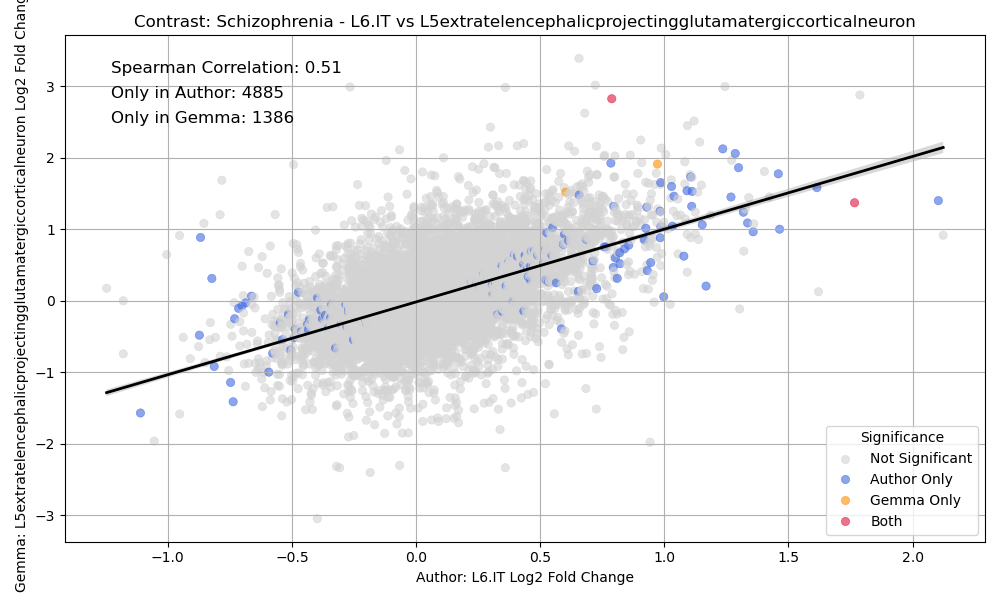 Contrast: Schizophrenia - L6.IT vs L5extratelencephalicprojectingglutamatergiccorticalneuron
Spearman Correlation: 0.51
Only in Author: 4885
Only in Gemma: 1386
Gemma: L5extratelencephalicprojectingglutamatergiccorticalneuron Log2 Fold Chang
3
2
1
0
−1
−2
−3
Significance
Not Significant
Author Only
Gemma Only
Both
−1.0
−0.5
0.0
0.5
1.0
1.5
2.0
Author: L6.IT Log2 Fold Change